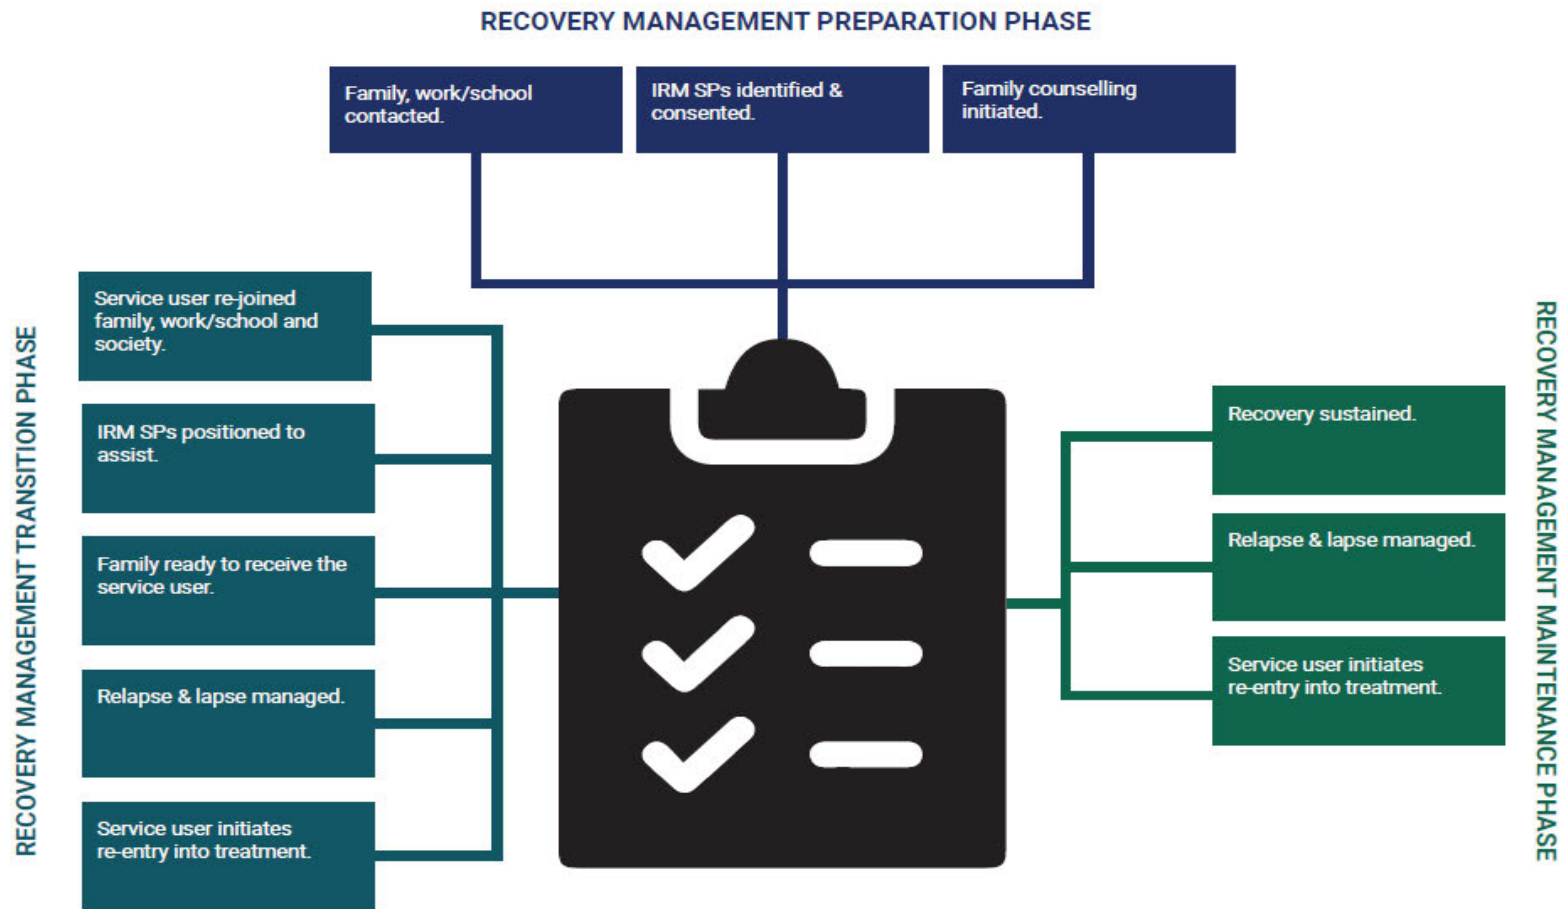 RECOVERY MANAGEMENT PREPARATION PHASE
Family, work/school
contacted.
IRM SPs identified &
consented.
Family counselling
initiated.
RECOVERY MANAGEMENT TRANSITION PHASE
Service user re-joined
family, work/school and
society.
IRM SPs positioned to
assist.
Family ready to receive the
service user.
Relapse & lapse managed.
Service user initiates
re-entry into treatment.
RECOVERY MANAGEMENT MAINTENANCE PHASE
Recovery sustained.
Relapse & lapse managed.
Service user initiates
re-entry into treatment.